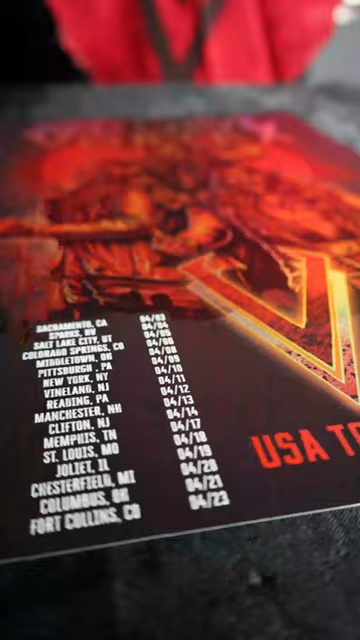 SACRAMENTO, CA 04/03
SPARKS, NV 04/04
SALT LAKE CITY, UT 04/05
COLORADO SPRINGS, CO 04/06
MIDDLETOWN, OH 04/08
PITTSBURGH , PA 04/09
NEW YORK, NY 04/10
VINELAND, NJ 04/11
READING, PA 04/12
MANCHESTER, NH 04/13
CLIFTON, NJ 04/14
MEMPHIS, TN 04/17
ST. LOUIS, MO 04/18
JOLIET, IL 04/19
CHESTERFIELD, MI 04/20
COLUMBUS, OH 04/21
FORT COLLINS, CO 04/23
V
USA TO